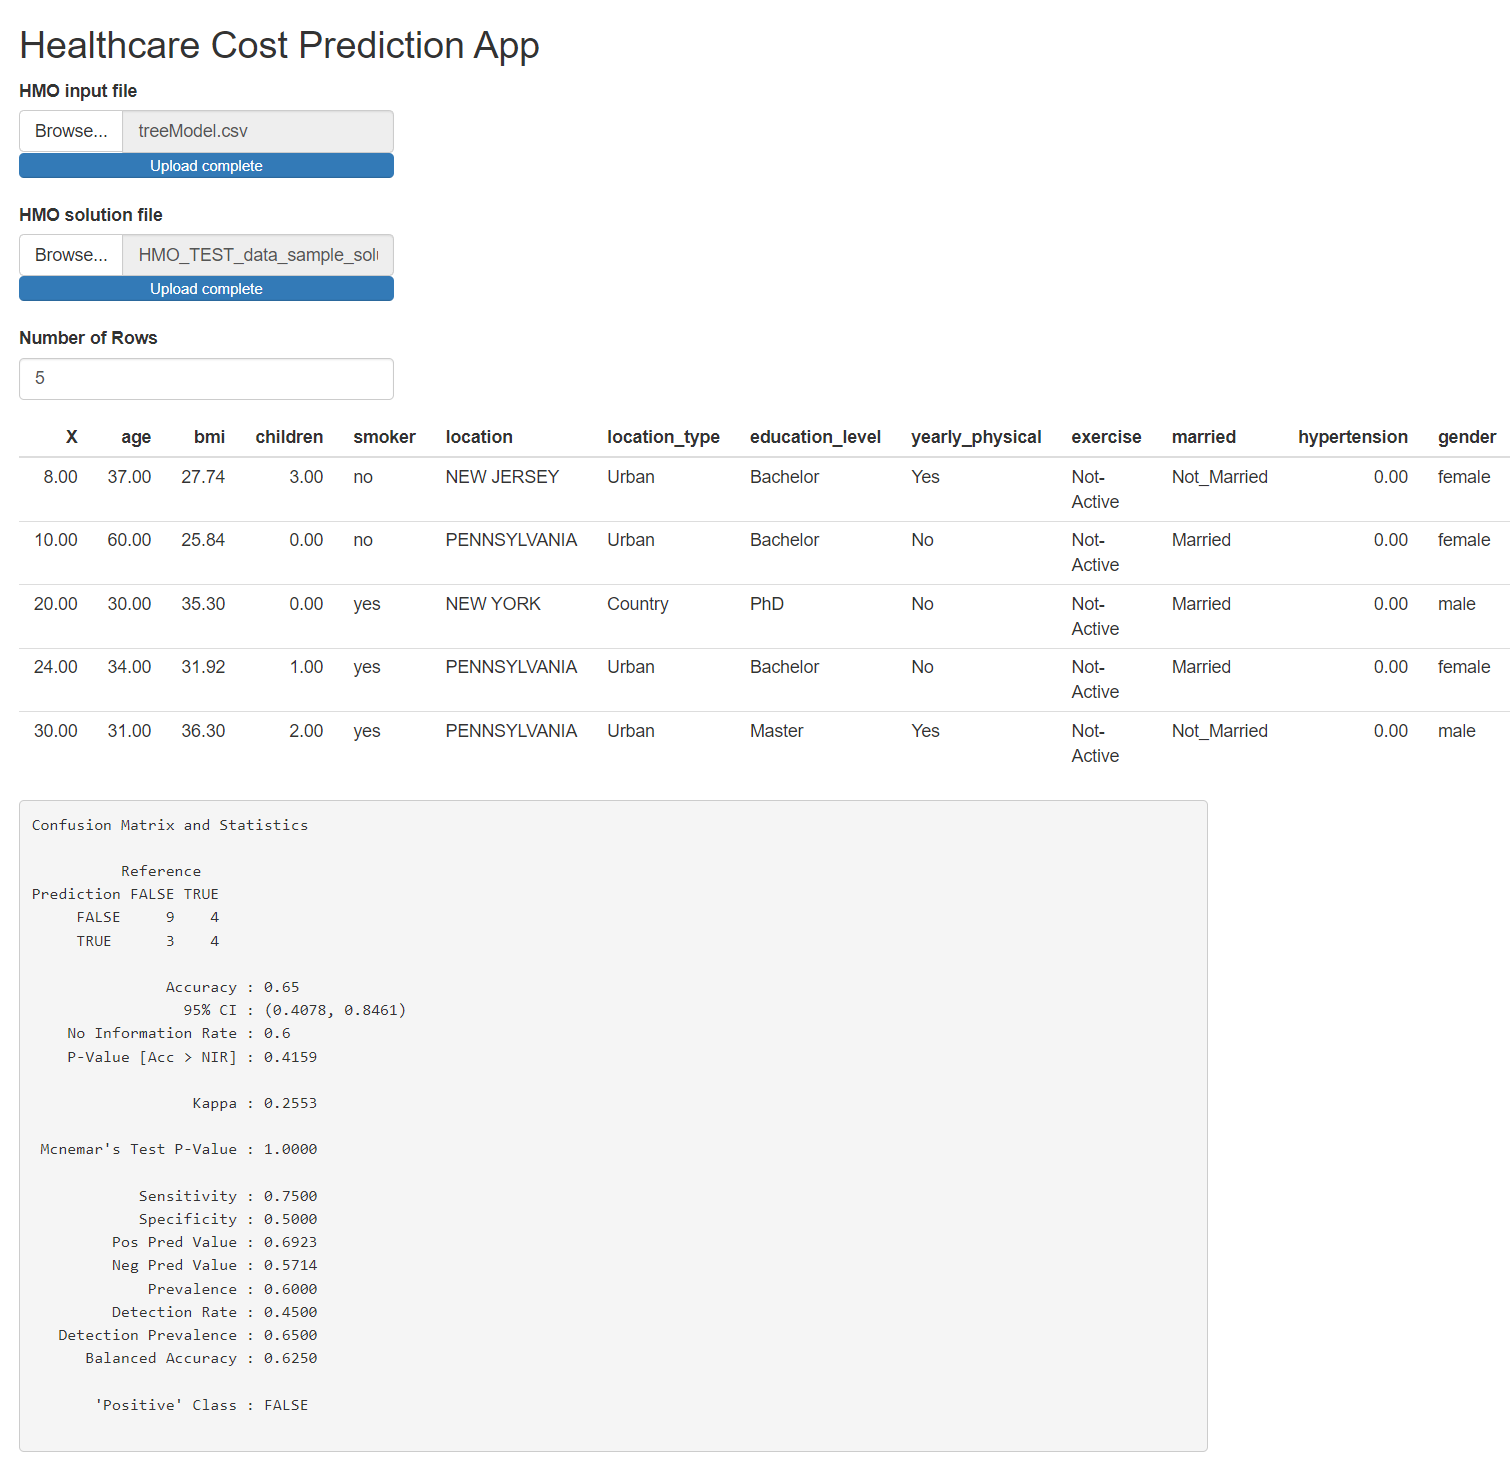 Healthcare Cost Prediction App
HMO input file
Browse... treeModel.csv
Upload complete
HMO solution file
Browse... HMO_TEST_data_sample_solu
Upload complete
Number of Rows
5
X age bmi children smoker location location_type education_level yearly_physical exercise married hypertension gender
8.00 37.00 27.74 3.00 no NEW JERSEY Urban Bachelor Yes Not- Not_Married 0.00 female
Active
10.00 60.00 25.84 0.00 no PENNSYLVANIA Urban Bachelor No Not- Married 0.00 female
Active
20.00 30.00 35.30 0.00 yes NEW YORK Country PhD No Not- Married 0.00 male
Active
24.00 34.00 31.92 1.00 yes PENNSYLVANIA Urban Bachelor No Not- Married 0.00 female
Active
30.00 31.00 36.30 2.00 yes PENNSYLVANIA Urban Master Yes Not- Not_Married 0.00 male
Active
Confusion Matrix and Statistics
Reference
Prediction FALSE TRUE
FALSE 9 4
TRUE 3 4
Accuracy : 0.65
95% CI : (0.4078, 0.8461)
No Information Rate : 0.6
P-Value [Acc > NIR] : 0.4159
Kappa : 0.2553
Mcnemar's Test P-Value : 1.0000
Sensitivity : 0.7500
Specificity : 0.5000
Pos Pred Value : 0.6923
Neg Pred Value : 0.5714
Prevalence : 0.6000
Detection Rate : 0.4500
Detection Prevalence : 0.6500
Balanced Accuracy : 0.6250
'Positive' Class : FALSE